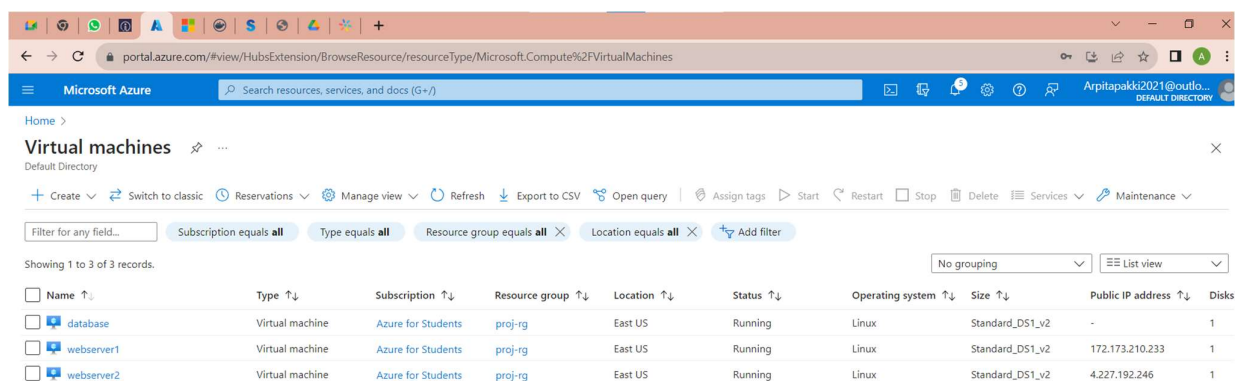 portal.azure.com/#view/HubsExtension/BrowseResource/resourceType/Microsoft.Compute%2FVirtualMachines
A
Microsoft Azure
Search resources, services, and docs (G+/)
5
Arpitapakki2021@outlo...
DEFAULT DIRECTORY
Home >
Virtual machines
Default Directory
Create Switch to classic Reservations Manage view Refresh Export to CSV Open query Assign tags Start Restart Stop Delete Services Maintenance
Filter for any field... Subscription equals all Type equals all Resource group equals all Location equals all Add filter
Showing 1 to 3 of 3 records. No grouping List view
Name Type Subscription Resource group Location Status Operating system Size Public IP address Disks
database Virtual machine Azure for Students proj-rg East US Running Linux Standard_DS1_v2 - 1
webserver1 Virtual machine Azure for Students proj-rg East US Running Linux Standard_DS1_v2 172.173.210.233 1
webserver2 Virtual machine Azure for Students proj-rg East US Running Linux Standard_DS1_v2 4.227.192.246 1